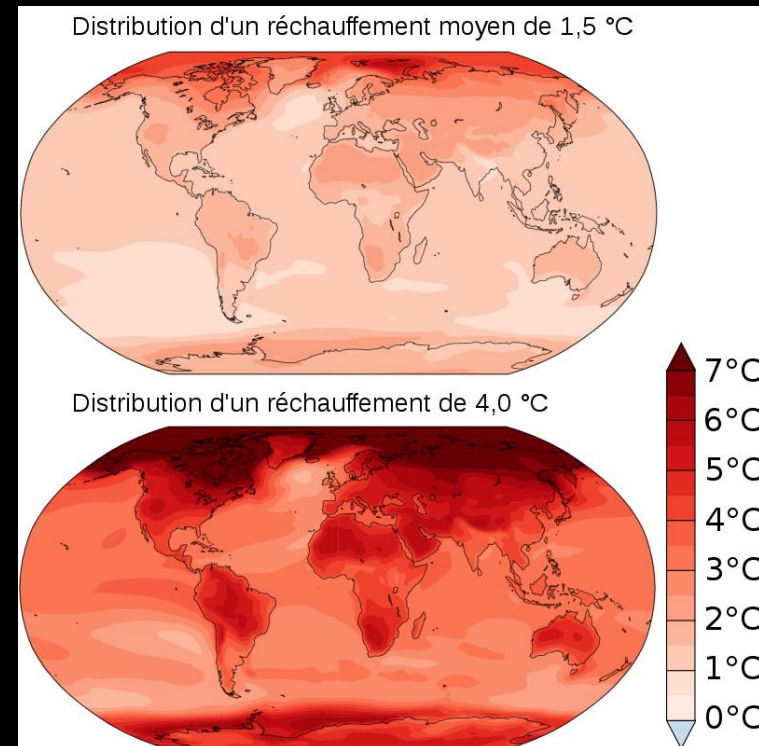 Distribution d'un réchauffement moyen de 1,5 °C
Distribution d'un réchauffement de 4,0 °C
7°C
6°C
5°C
4°C
3°C
2°C
1°C
0°C